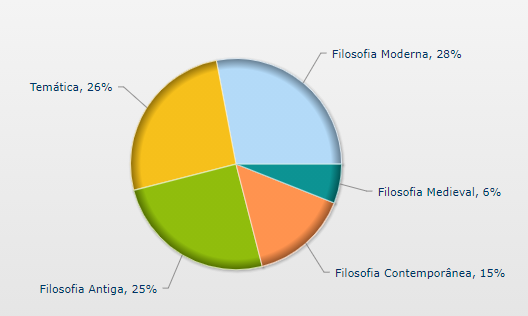 Filosofia Moderna, 28%
Temática, 26%
Filosofia Medieval, 6%
Filosofia Contemporânea, 15%
Filosofia Antiga, 25%